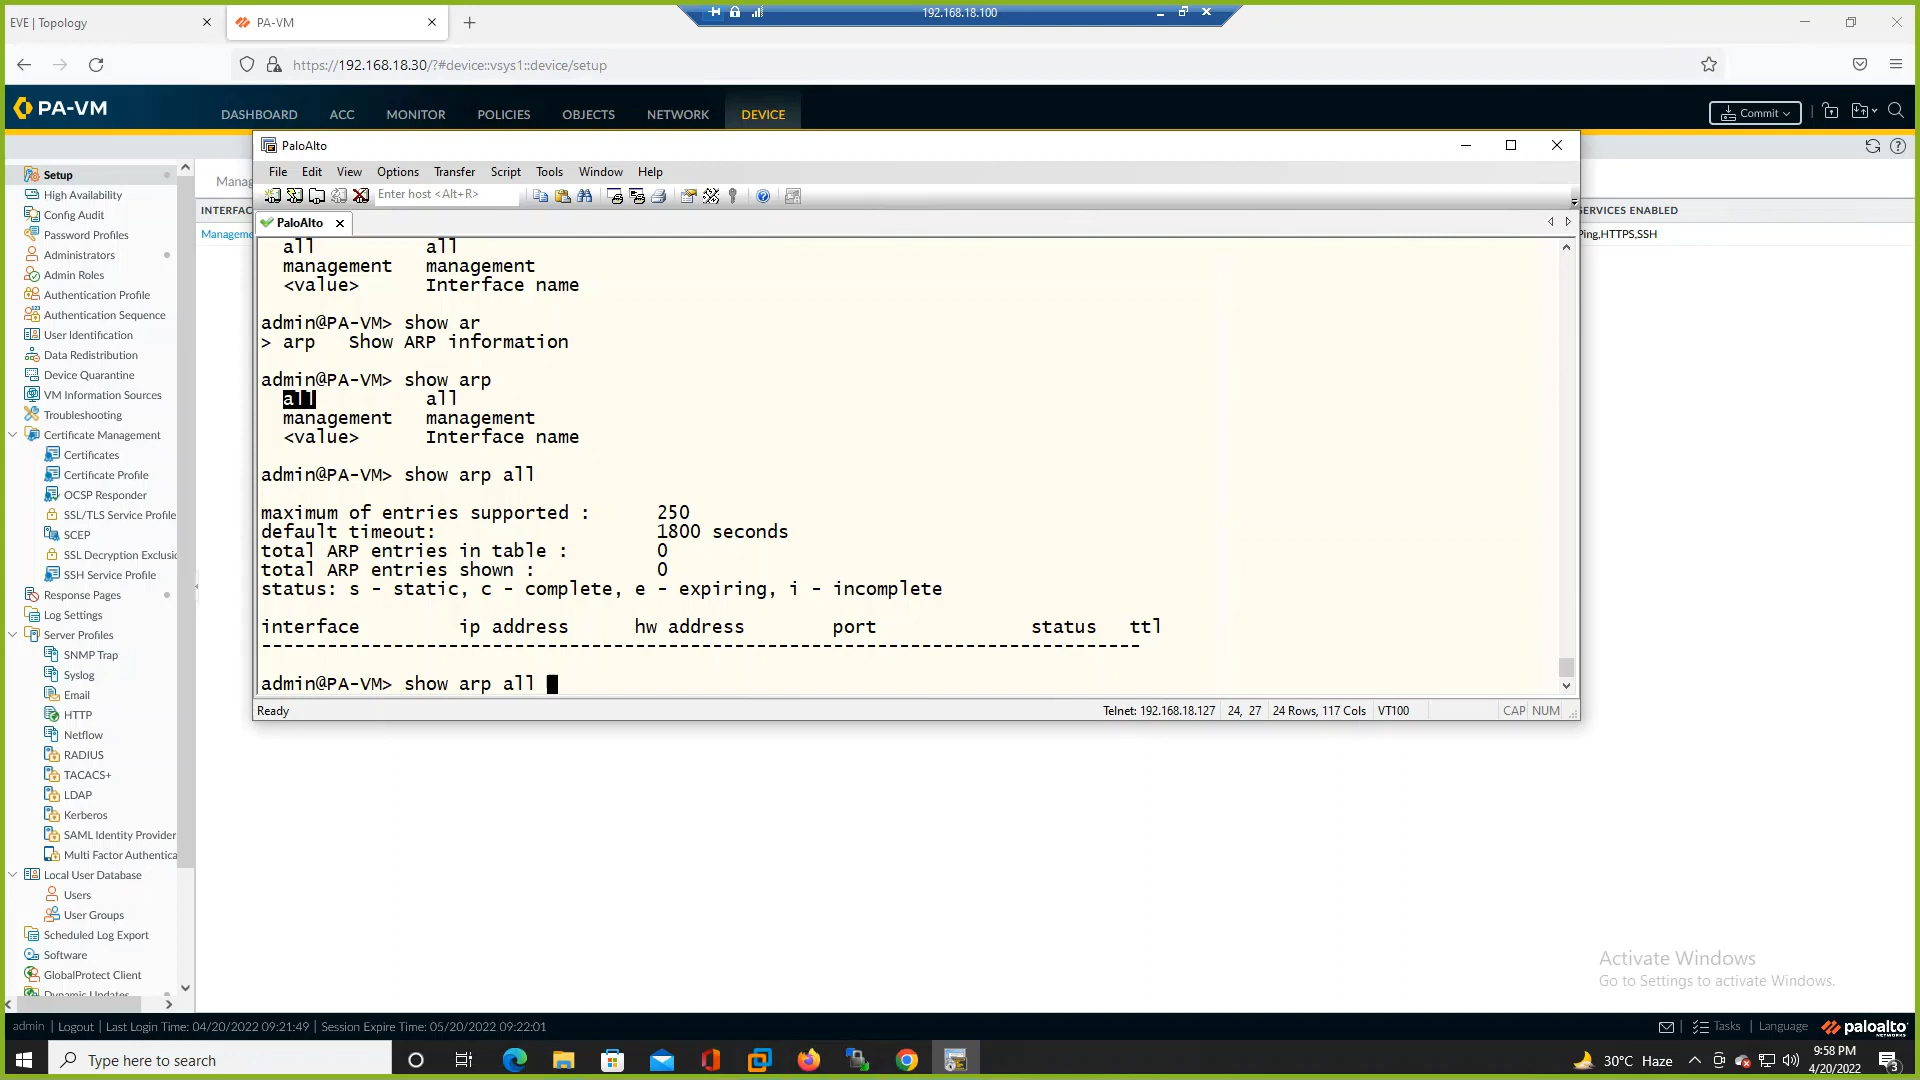 EVE | Topology
PA-VM
192.168.18.100
https://192.168.18.30/?#device::vsys1::device/setup
PA-VM
DASHBOARD
ACC
MONITOR
POLICIES
OBJECTS
NETWORK
DEVICE
Commit
PaloAlto
File Edit View Options Transfer Script Tools Window Help
Enter host <Alt+R>
PaloAlto
Manag
INTERFAC
SERVICES ENABLED
Manageme
Ping,HTTPS,SSH
Setup
High Availability
Config Audit
Password Profiles
Administrators
Admin Roles
Authentication Profile
Authentication Sequence
User Identification
Data Redistribution
Device Quarantine
VM Information Sources
Troubleshooting
Certificate Management
Certificates
Certificate Profile
OCSP Responder
SSL/TLS Service Profile
SCEP
SSL Decryption Exclusio
SSH Service Profile
Response Pages
Log Settings
Server Profiles
SNMP Trap
Syslog
Email
HTTP
Netflow
RADIUS
TACACS+
LDAP
Kerberos
SAML Identity Provider
Multi Factor Authentica
Local User Database
Users
User Groups
Scheduled Log Export
Software
GlobalProtect Client
Dynamic Updates
all all
management management
<value> Interface name
admin@PA-VM> show ar
> arp Show ARP information
admin@PA-VM> show arp
all all
management management
<value> Interface name
admin@PA-VM> show arp all
maximum of entries supported : 250
default timeout: 1800 seconds
total ARP entries in table : 0
total ARP entries shown : 0
status: s - static, c - complete, e - expiring, i - incomplete
interface ip address hw address port status ttl
--------------------------------------------------------------------------------
admin@PA-VM> show arp all
Ready
Telnet: 192.168.18.127
24, 27
24 Rows, 117 Cols
VT100
CAP NUM
Activate Windows
Go to Settings to activate Windows.
admin | Logout | Last Login Time: 04/20/2022 09:21:49 | Session Expire Time: 05/20/2022 09:22:01
Tasks | Language
paloalto
NETWORKS
Type here to search
30°C Haze
9:58 PM
4/20/2022
3